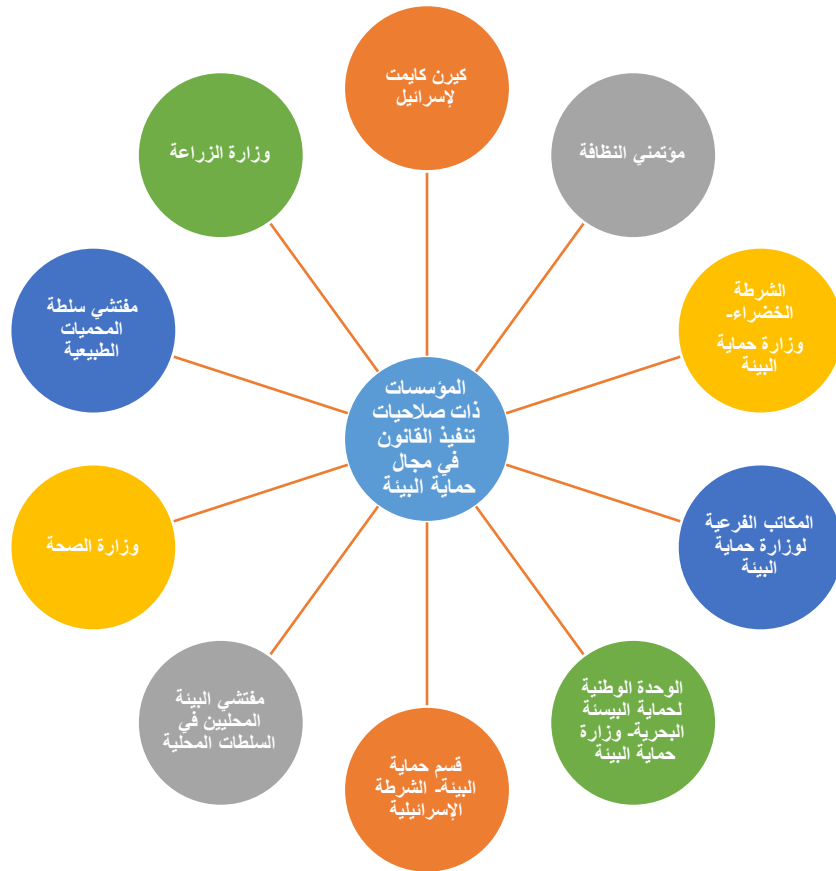 كيرن كايمت
لإسرائيل
مؤتمني النظافة
الشرطة
الخضراء-
وزارة حماية
البيئة
المكاتب الفرعية
لوزارة حماية
البيئة
الوحدة الوطنية
لحماية البيسئة
البحرية- وزارة
حماية البيئة
قسم حماية
البيئة- الشرطة
الإسرائيلية
مفتشي البيئة
المحليين في
السلطات المحلية
وزارة الصحة
مفتشي سلطة
المحميات
الطبيعية
وزارة الزراعة
المؤسسات
ذات صلاحيات
تنفيذ القانون
في مجال
حماية البيئة